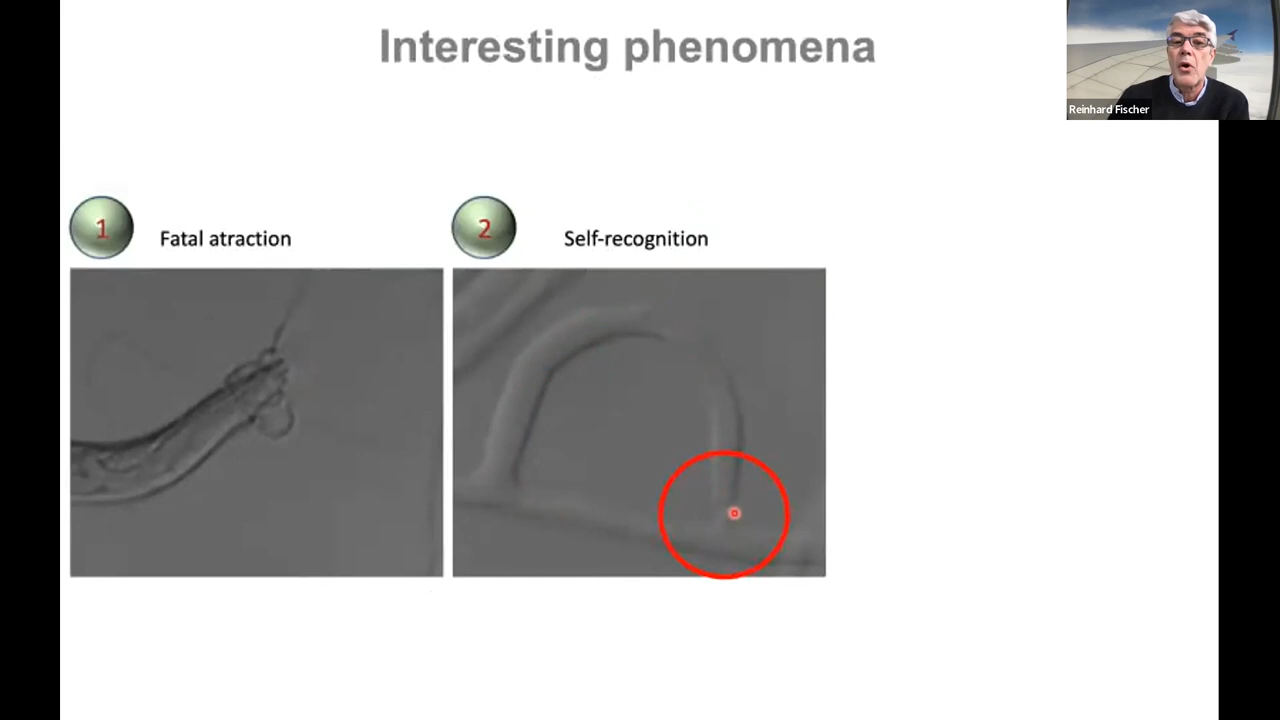 Interesting phenomena
Reinhard Fischer
1
Fatal atraction
2
Self-recognition